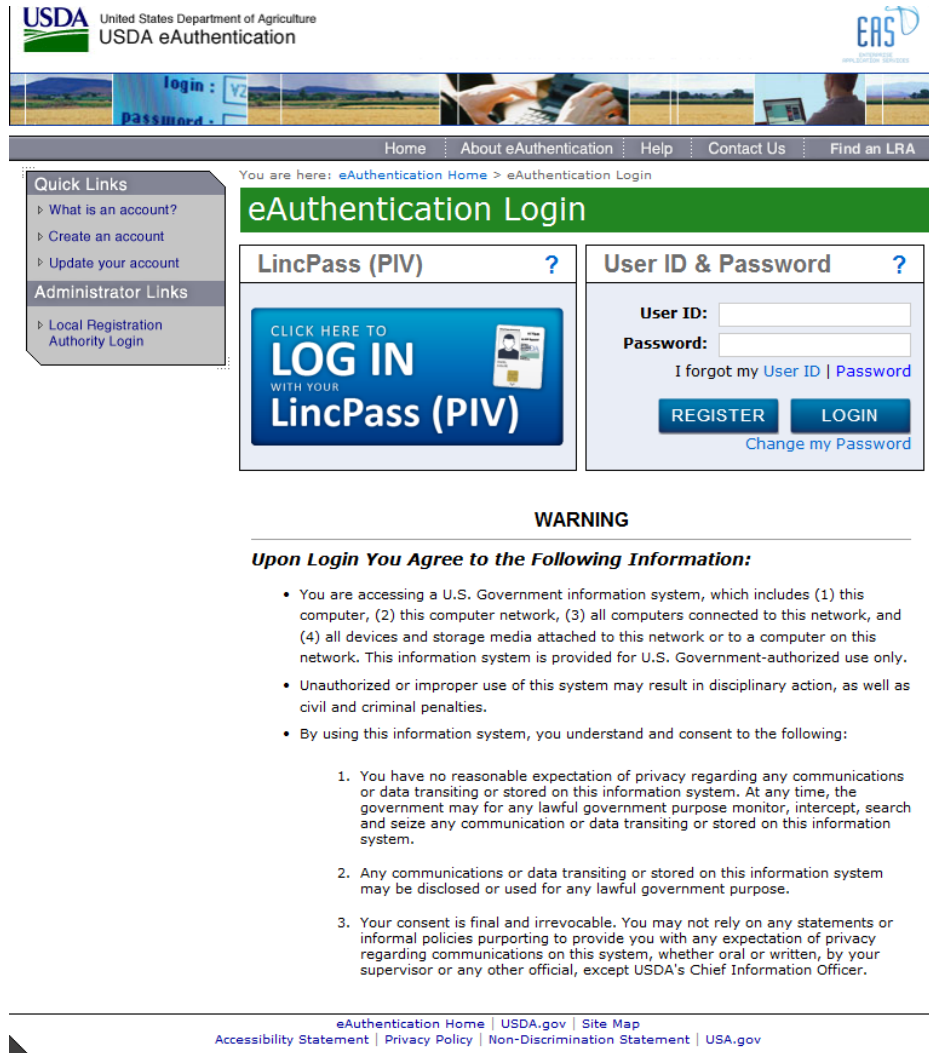 USDA
United States Department of Agriculture
USDA eAuthentication
EAS
ENTERPRISE
APPLICATION SERVICES
login :
password :
Home
About eAuthentication
Help
Contact Us
Find an LRA
Quick Links
What is an account?
Create an account
Update your account
Administrator Links
Local Registration
Authority Login
You are here: eAuthentication Home > eAuthentication Login
eAuthentication Login
LincPass (PIV) ?
CLICK HERE TO
LOG IN
WITH YOUR
LincPass (PIV)
User ID & Password ?
User ID:
Password:
I forgot my User ID | Password
REGISTER
LOGIN
Change my Password
WARNING
Upon Login You Agree to the Following Information:
• You are accessing a U.S. Government information system, which includes (1) this
computer, (2) this computer network, (3) all computers connected to this network, and
(4) all devices and storage media attached to this network or to a computer on this
network. This information system is provided for U.S. Government-authorized use only.
• Unauthorized or improper use of this system may result in disciplinary action, as well as
civil and criminal penalties.
• By using this information system, you understand and consent to the following:
1. You have no reasonable expectation of privacy regarding any communications
or data transiting or stored on this information system. At any time, the
government may for any lawful government purpose monitor, intercept, search
and seize any communication or data transiting or stored on this information
system.
2. Any communications or data transiting or stored on this information system
may be disclosed or used for any lawful government purpose.
3. Your consent is final and irrevocable. You may not rely on any statements or
informal policies purporting to provide you with any expectation of privacy
regarding communications on this system, whether oral or written, by your
supervisor or any other official, except USDA's Chief Information Officer.
eAuthentication Home | USDA.gov | Site Map
Accessibility Statement | Privacy Policy | Non-Discrimination Statement | USA.gov